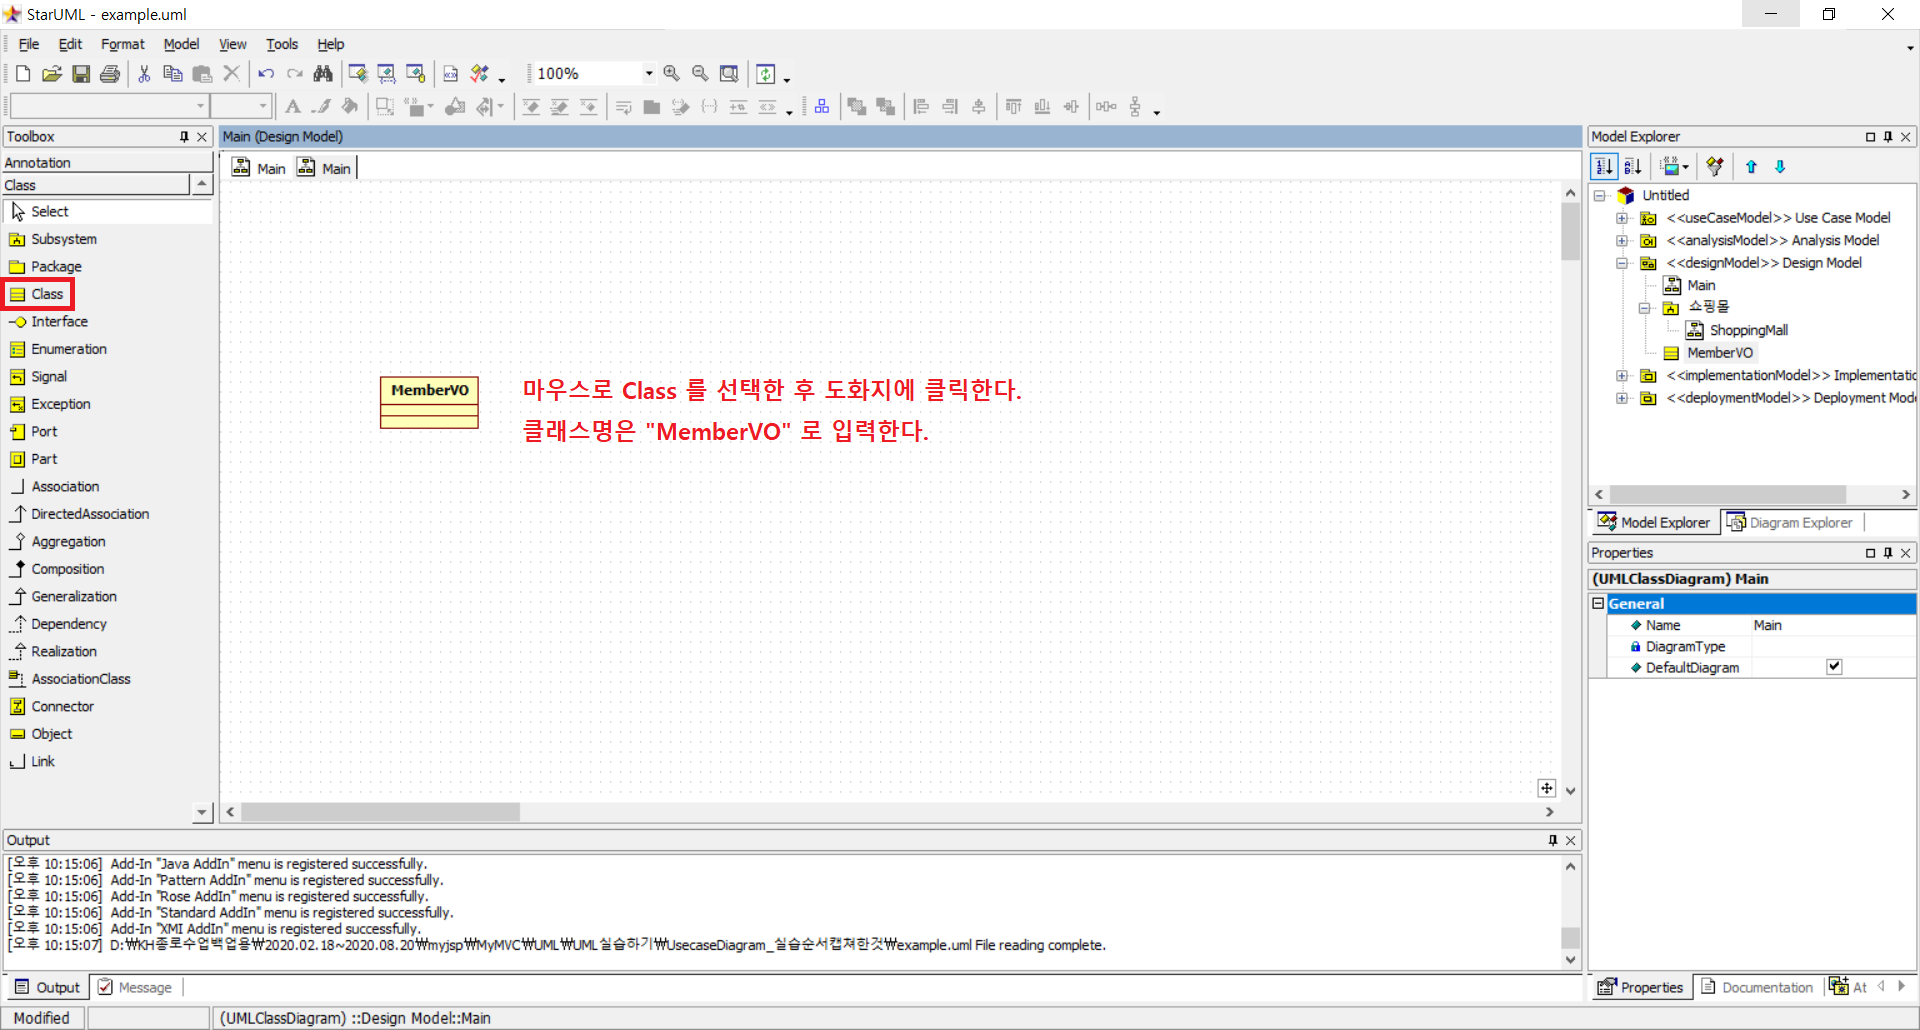 StarUML - example.uml
File Edit Format Model View Tools Help
100%
Toolbox
Annotation
Class
Select
Subsystem
Package
Class
Interface
Enumeration
Signal
Exception
Port
Part
Association
DirectedAssociation
Aggregation
Composition
Generalization
Dependency
Realization
AssociationClass
Connector
Object
Link
Main (Design Model)
Main Main
MemberVO
마우스로 Class 를 선택한 후 도화지에 클릭한다.
클래스명은 "MemberVO" 로 입력한다.
Model Explorer
Untitled
<<useCaseModel>> Use Case Model
<<analysisModel>> Analysis Model
<<designModel>> Design Model
Main
쇼핑몰
ShoppingMall
MemberVO
<<implementationModel>> Implementatic
<<deploymentModel>> Deployment Mode
Model Explorer Diagram Explorer
Properties
(UMLClassDiagram) Main
General
Name Main
DiagramType
DefaultDiagram
Properties Documentation At
Output
[오후 10:15:06] Add-In "Java AddIn" menu is registered successfully.
[오후 10:15:06] Add-In "Pattern AddIn" menu is registered successfully.
[오후 10:15:06] Add-In "Rose AddIn" menu is registered successfully.
[오후 10:15:06] Add-In "Standard AddIn" menu is registered successfully.
[오후 10:15:06] Add-In "XMI AddIn" menu is registered successfully.
[오후 10:15:07] D:₩KH종로수업백업용₩2020.02.18~2020.08.20₩myjsp₩MyMVC₩UML₩UML실습하기₩UsecaseDiagram_실습순서캡쳐한것₩example.uml File reading complete.
Output Message
Modified
(UMLClassDiagram) ::Design Model::Main